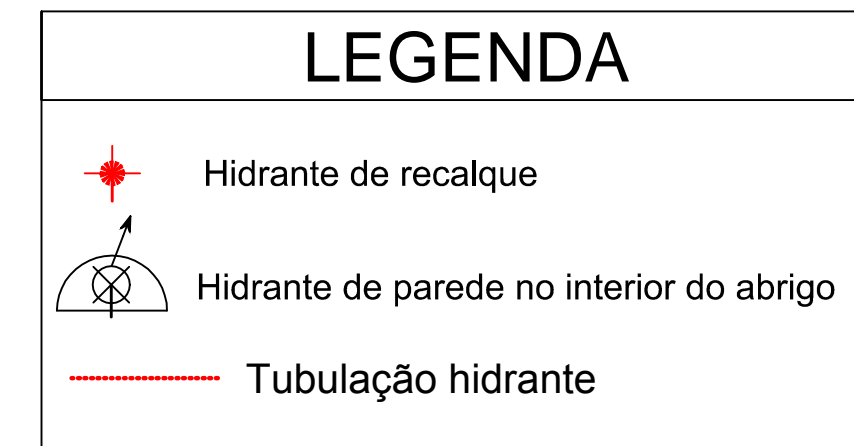 LEGENDA
Hidrante de recalque
Hidrante de parede no interior do abrigo
Tubulação hidrante